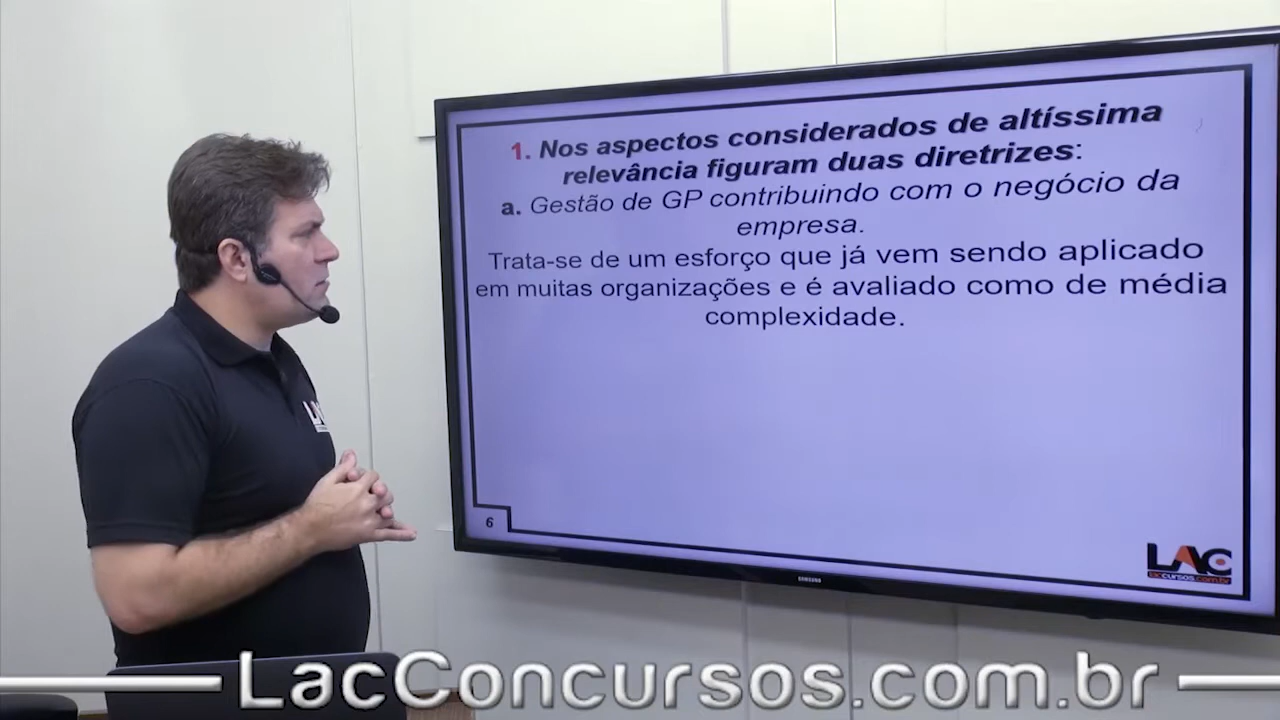 1. Nos aspectos considerados de altíssima
relevância figuram duas diretrizes:
a. Gestão de GP contribuindo com o negócio da
empresa.
Trata-se de um esforço que já vem sendo aplicado
em muitas organizações e é avaliado como de média
complexidade.
6
LAC
laccursos.com.br
SAMSUNG
LacConcursos.com.br